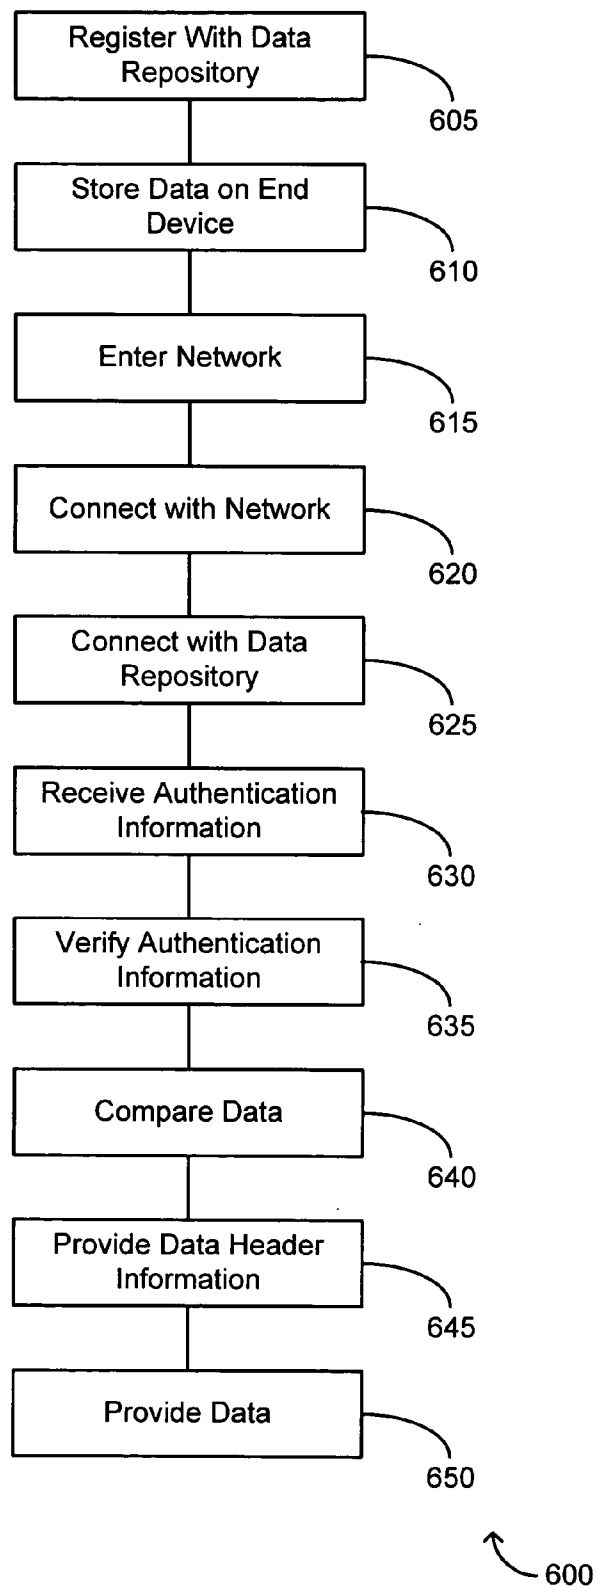 Register With Data
Repository
605
Store Data on End
Device
610
Enter Network
615
Connect with Network
620
Connect with Data
Repository
625
Receive Authentication
Information
630
Verify Authentication
Information
635
Compare Data
640
Provide Data Header
Information
645
Provide Data
650
600